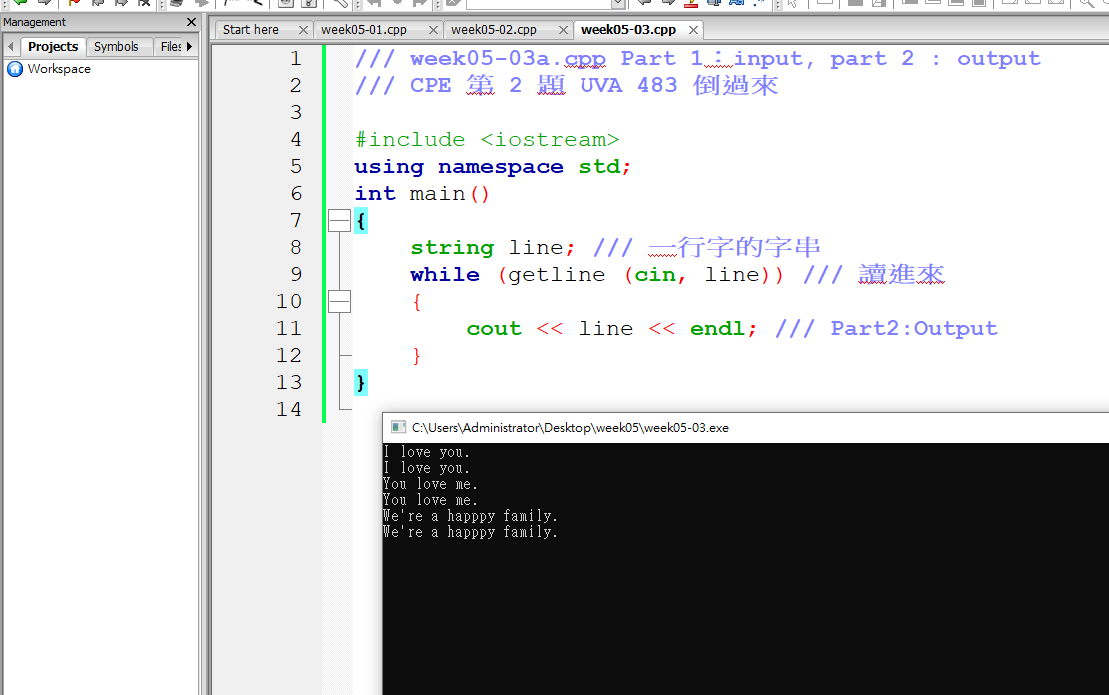 Management
Projects Symbols Files
Workspace
Start here week05-01.cpp week05-02.cpp week05-03.cpp
1 /// week05-03a.cpp Part 1：input, part 2 : output
2 /// CPE 第 2 題 UVA 483 倒過來
3
4 #include <iostream>
5 using namespace std;
6 int main()
7 {
8 string line; /// 一行字的字串
9 while (getline (cin, line)) /// 讀進來
10 {
11 cout << line << endl; /// Part2:Output
12 }
13 }
14
C:\Users\Administrator\Desktop\week05\week05-03.exe
I love you.
I love you.
You love me.
You love me.
We're a happpy family.
We're a happpy family.